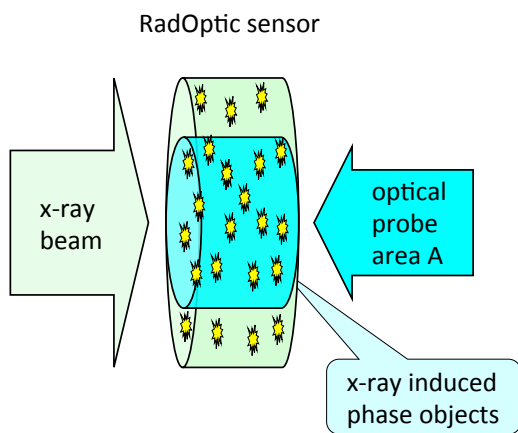 RadOptic sensor
x-ray
beam
optical
probe
area A
x-ray induced
phase objects